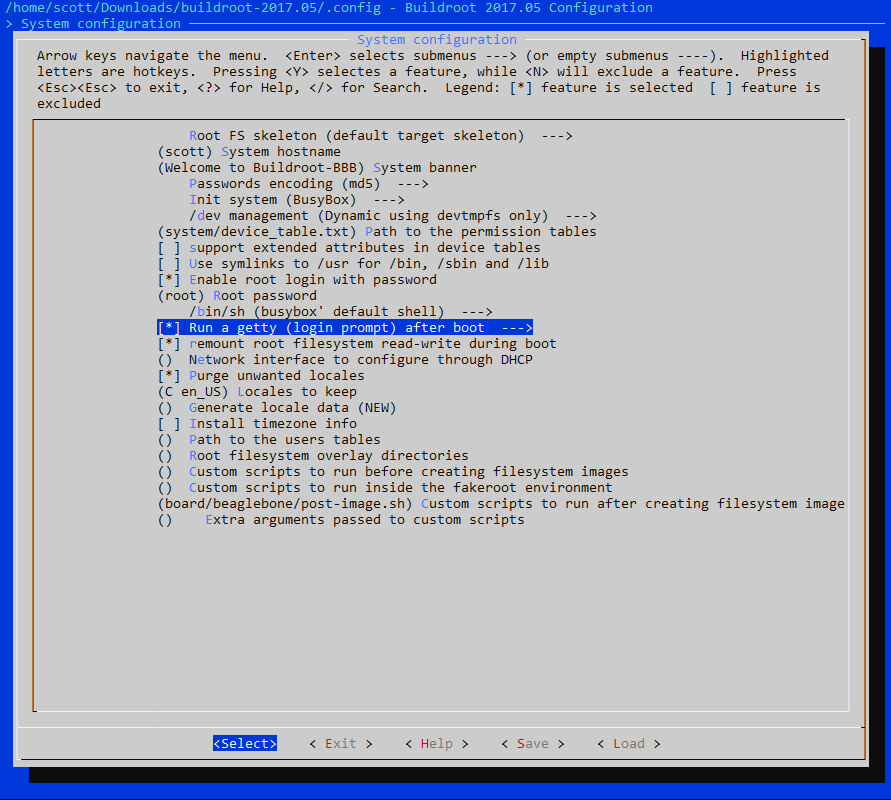 /home/scott/Downloads/buildroot-2017.05/.config - Buildroot 2017.05 Configuration
> System configuration
System configuration
Arrow keys navigate the menu.  <Enter> selects submenus ---> (or empty submenus ----).  Highlighted
letters are hotkeys.  Pressing <Y> selectes a feature, while <N> will exclude a feature.  Press
<Esc><Esc> to exit, <?> for Help, </> for Search.  Legend: [*] feature is selected  [ ] feature is
excluded
Root FS skeleton (default target skeleton)  --->
(scott) System hostname
(Welcome to Buildroot-BBB) System banner
Passwords encoding (md5)  --->
Init system (BusyBox)  --->
/dev management (Dynamic using devtmpfs only)  --->
(system/device_table.txt) Path to the permission tables
[ ] support extended attributes in device tables
[ ] Use symlinks to /usr for /bin, /sbin and /lib
[*] Enable root login with password
(root) Root password
/bin/sh (busybox' default shell)  --->
[*] Run a getty (login prompt) after boot  --->
[*] remount root filesystem read-write during boot
()  Network interface to configure through DHCP
[*] Purge unwanted locales
(C en_US) Locales to keep
()  Generate locale data (NEW)
[ ] Install timezone info
()  Path to the users tables
()  Root filesystem overlay directories
()  Custom scripts to run before creating filesystem images
()  Custom scripts to run inside the fakeroot environment
(board/beaglebone/post-image.sh) Custom scripts to run after creating filesystem image
()    Extra arguments passed to custom scripts
<Select>    < Exit >    < Help >    < Save >    < Load >